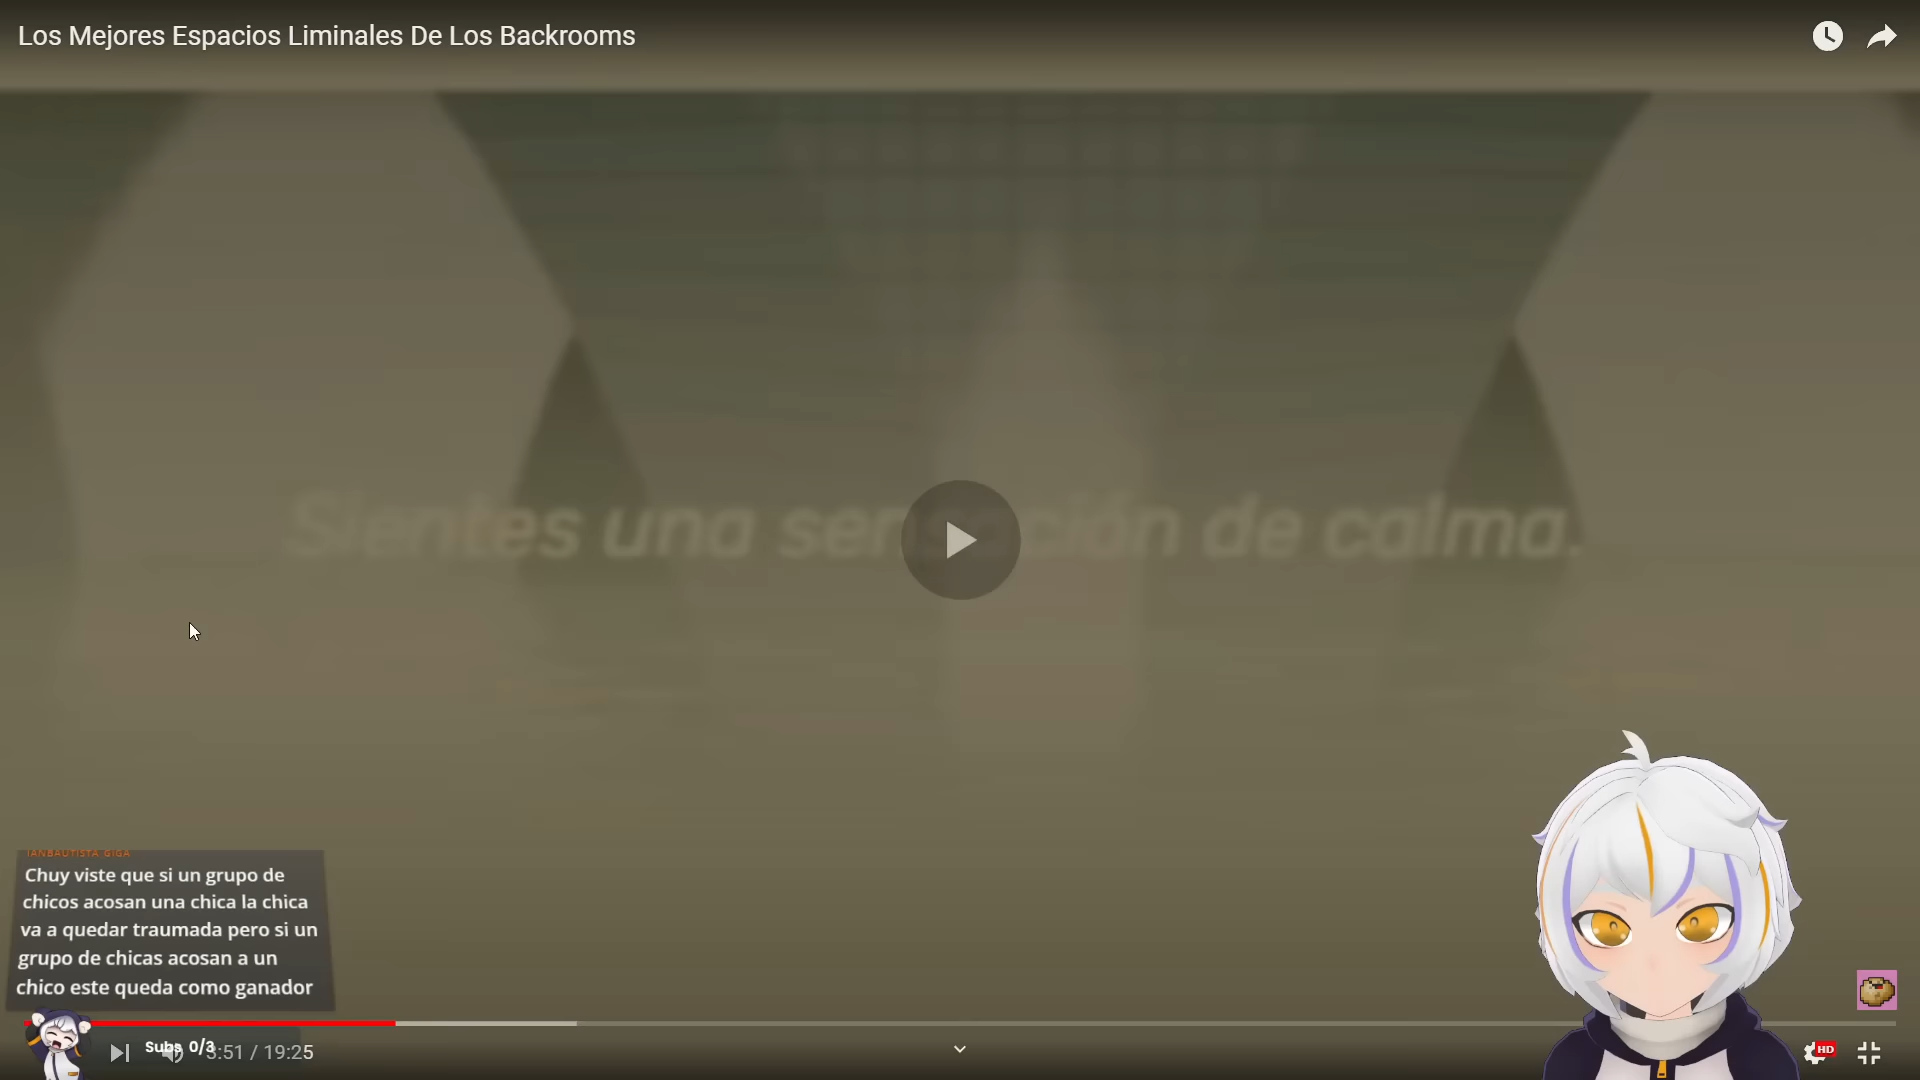 Los Mejores Espacios Liminales De Los Backrooms
Sientes una sensación de calma.
IANBAUTISTA GIGA
Chuy viste que si un grupo de
chicos acosan una chica la chica
va a quedar traumada pero si un
grupo de chicas acosan a un
chico este queda como ganador
Subs 0/3
3:51 / 19:25
HD